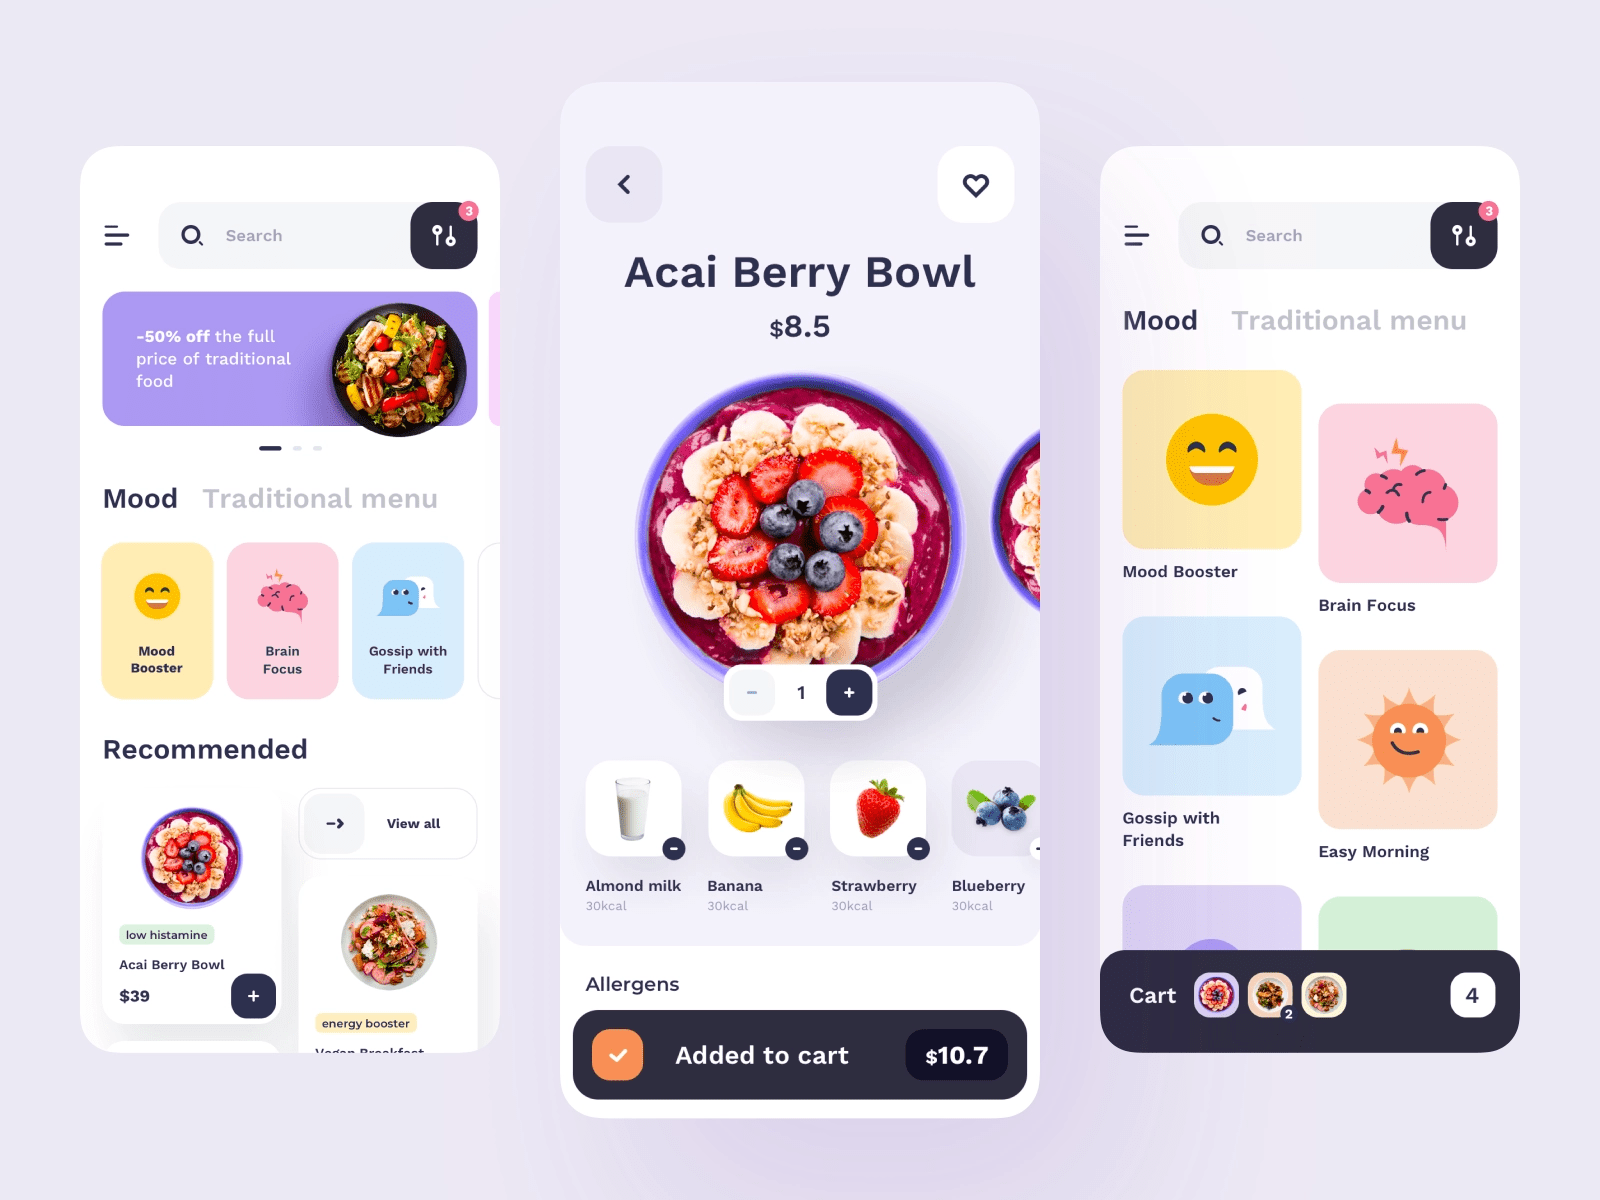 Search
3
-50% off the full
price of traditional
food
Mood Traditional menu
Mood
Booster
Brain
Focus
Gossip with
Friends
Recommended
View all
low histamine
Acai Berry Bowl
$39
energy booster
Vegan Breakfast
Acai Berry Bowl
$8.5
1
Almond milk
30kcal
Banana
30kcal
Strawberry
30kcal
Blueberry
30kcal
Allergens
Added to cart
$10.7
Search
3
Mood Traditional menu
Mood Booster
Brain Focus
Gossip with
Friends
Easy Morning
Cart
2
4